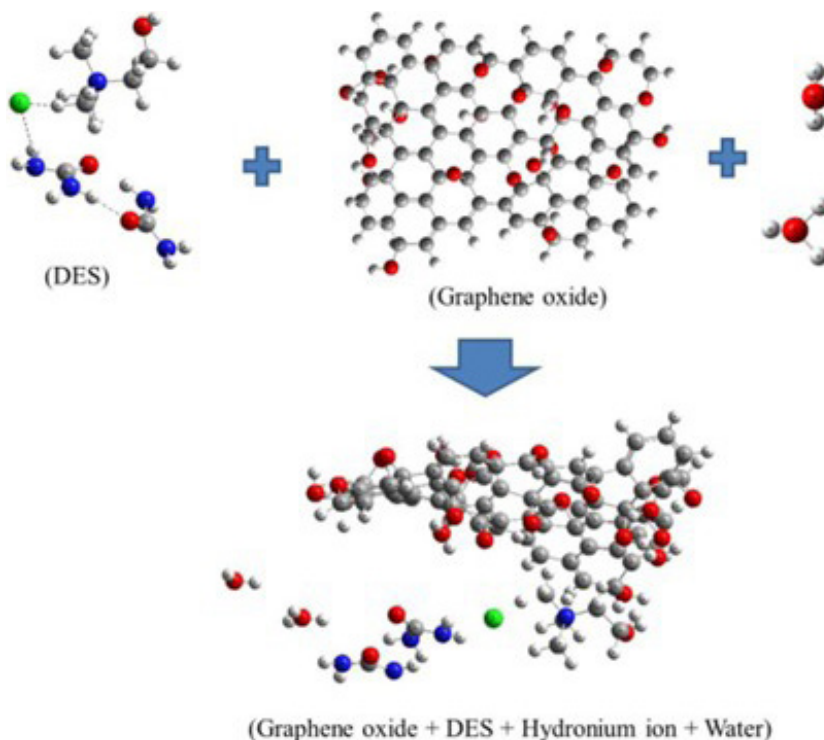 (DES)
(Graphene oxide)
(Graphene oxide + DES + Hydronium ion + Water)